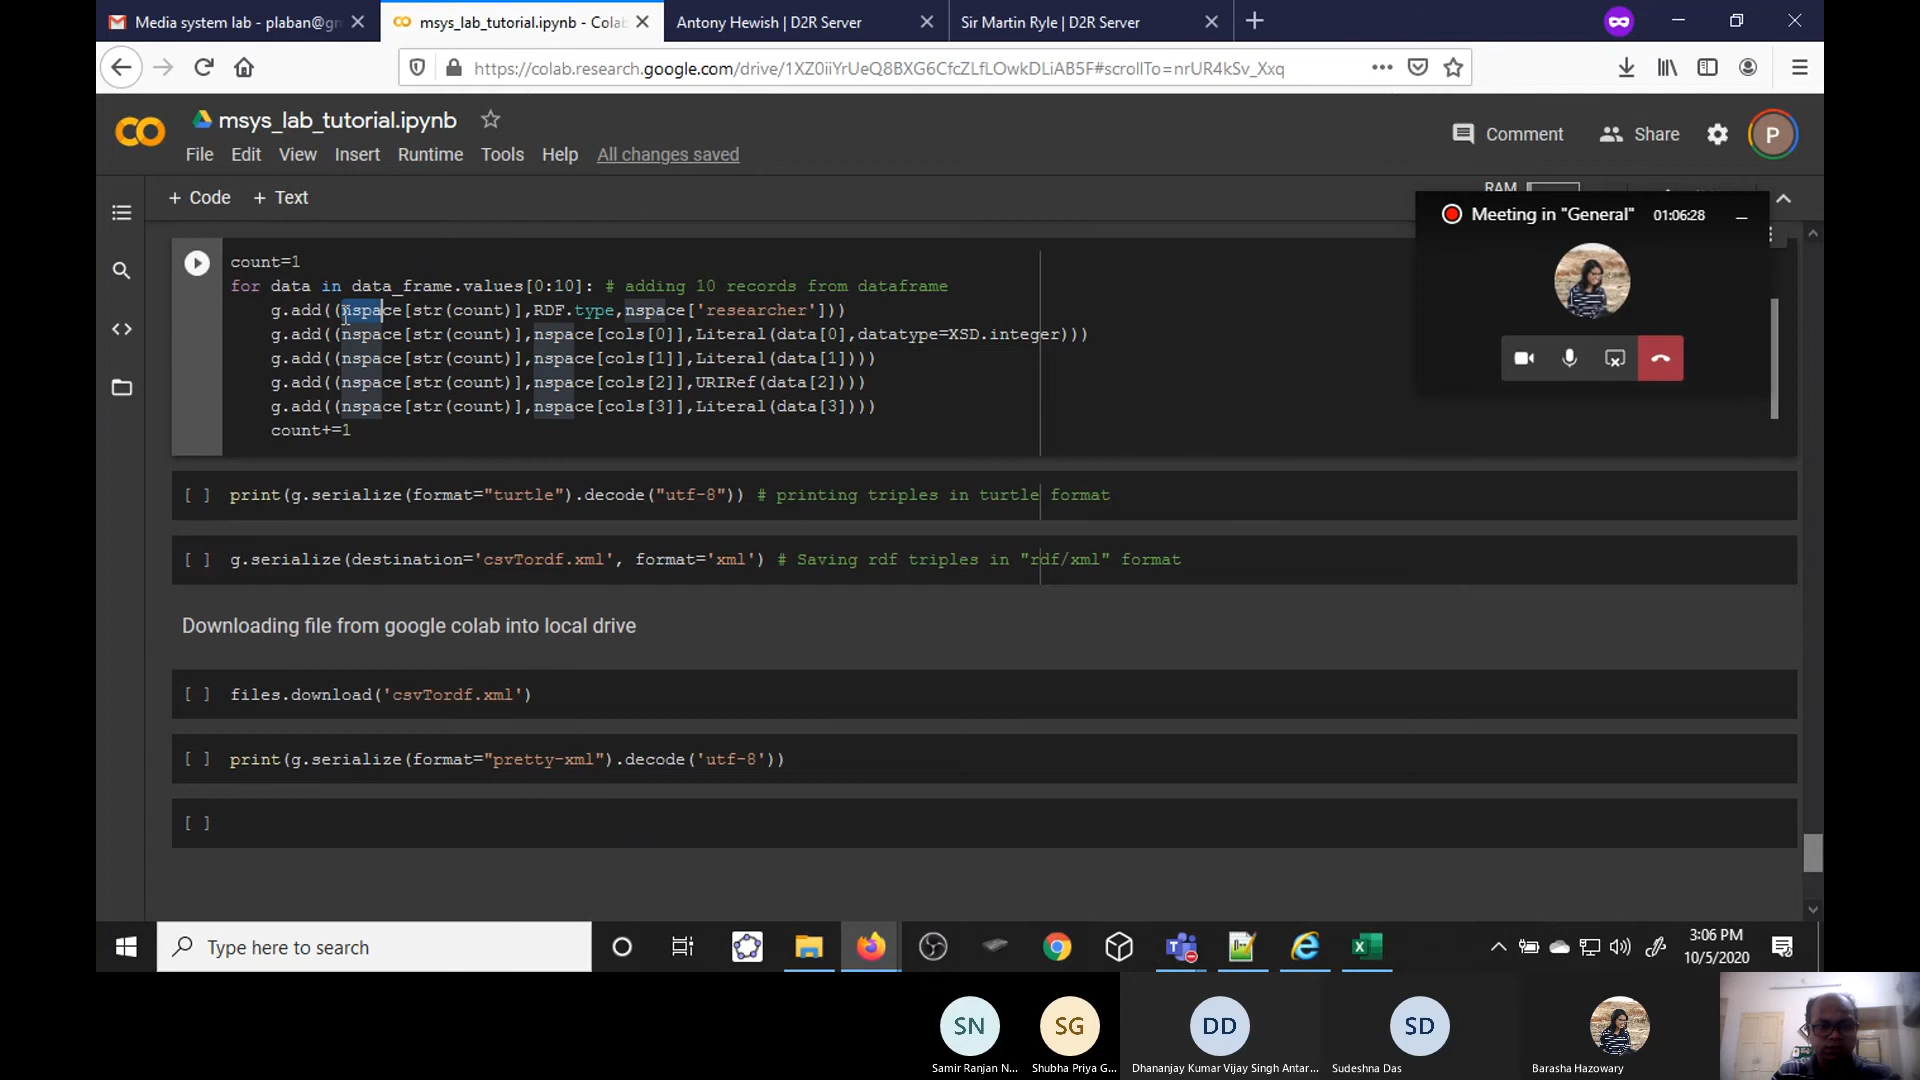 Media system lab - plaban@gm
msys_lab_tutorial.ipynb - Colab
Antony Hewish | D2R Server
Sir Martin Ryle | D2R Server
https://colab.research.google.com/drive/1XZ0iiYrUeQ8BXG6CfcZLfLOwkDLiAB5F#scrollTo=nrUR4kSv_Xxq
msys_lab_tutorial.ipynb
Comment
Share
P
File Edit View Insert Runtime Tools Help All changes saved
+ Code + Text
RAM
Meeting in "General" 01:06:28
count=1
for data in data_frame.values[0:10]: # adding 10 records from dataframe
g.add((nspace[str(count)],RDF.type,nspace['researcher']))
g.add((nspace[str(count)],nspace[cols[0]],Literal(data[0],datatype=XSD.integer)))
g.add((nspace[str(count)],nspace[cols[1]],Literal(data[1])))
g.add((nspace[str(count)],nspace[cols[2]],URIRef(data[2])))
g.add((nspace[str(count)],nspace[cols[3]],Literal(data[3])))
count+=1
[ ] print(g.serialize(format="turtle").decode("utf-8")) # printing triples in turtle format
[ ] g.serialize(destination='csvTordf.xml', format='xml') # Saving rdf triples in "rdf/xml" format
Downloading file from google colab into local drive
[ ] files.download('csvTordf.xml')
[ ] print(g.serialize(format="pretty-xml").decode('utf-8'))
[ ]
Type here to search
3:06 PM
10/5/2020
SN
SG
DD
SD
Samir Ranjan N...
Shubha Priya G...
Dhananjay Kumar Vijay Singh Antar...
Sudeshna Das
Barasha Hazowary